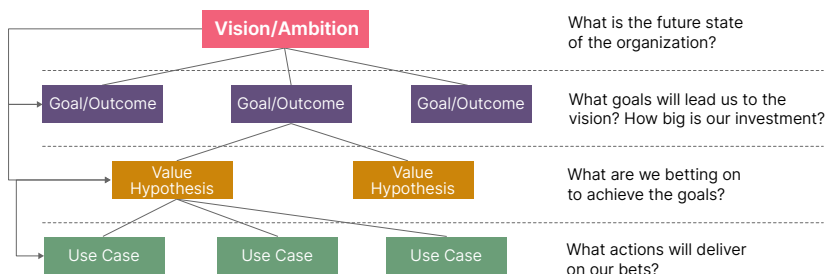 Vision/Ambition
What is the future state
of the organization?
Goal/Outcome
Goal/Outcome
Goal/Outcome
What goals will lead us to the
vision? How big is our investment?
Value
Hypothesis
Value
Hypothesis
What are we betting on
to achieve the goals?
Use Case
Use Case
Use Case
What actions will deliver
on our bets?